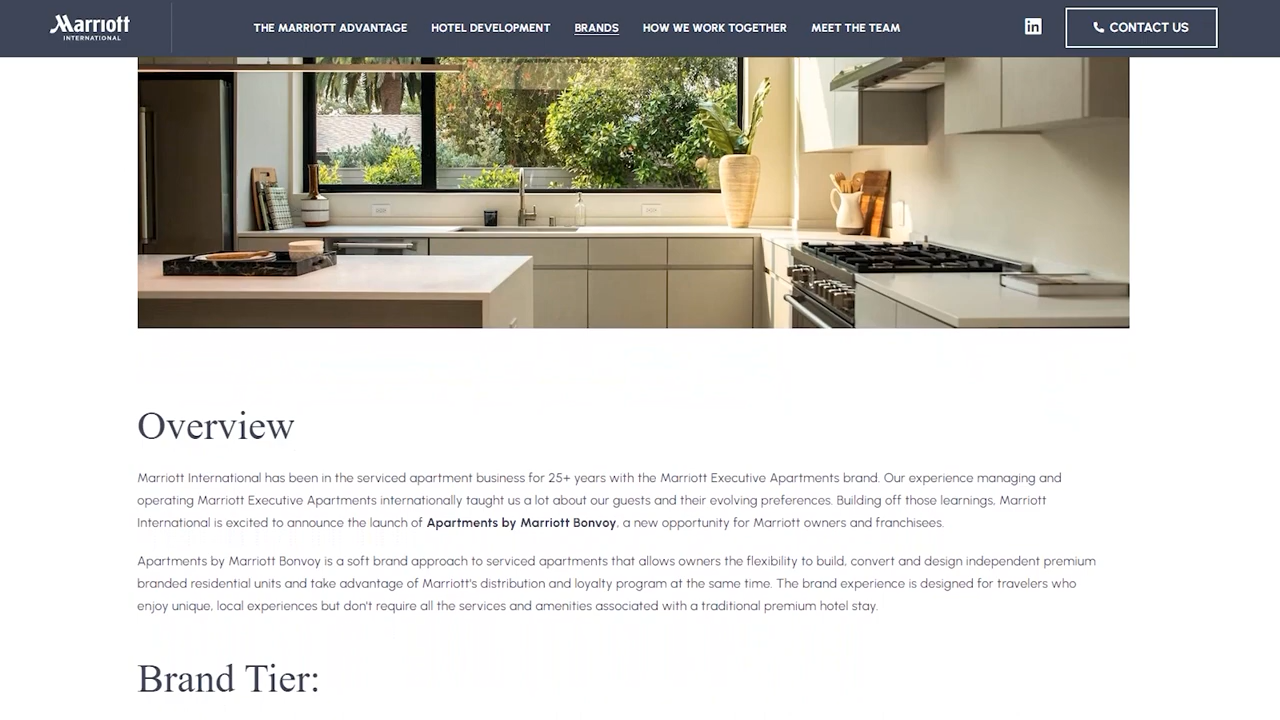 Marriott
INTERNATIONAL
THE MARRIOTT ADVANTAGE HOTEL DEVELOPMENT BRANDS HOW WE WORK TOGETHER MEET THE TEAM
in
CONTACT US
Overview
Marriott International has been in the serviced apartment business for 25+ years with the Marriott Executive Apartments brand. Our experience managing and
operating Marriott Executive Apartments internationally taught us a lot about our guests and their evolving preferences. Building off those learnings, Marriott
International is excited to announce the launch of Apartments by Marriott Bonvoy, a new opportunity for Marriott owners and franchisees.
Apartments by Marriott Bonvoy is a soft brand approach to serviced apartments that allows owners the flexibility to build, convert and design independent premium
branded residential units and take advantage of Marriott's distribution and loyalty program at the same time. The brand experience is designed for travelers who
enjoy unique, local experiences but don't require all the services and amenities associated with a traditional premium hotel stay.
Brand Tier: